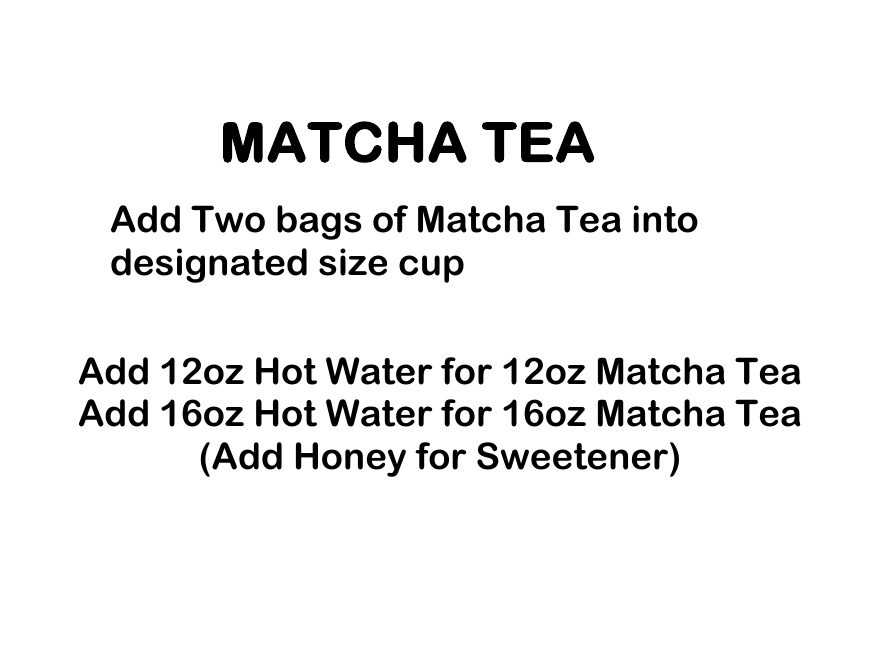 MATCHA TEA
Add Two bags of Matcha Tea into
designated size cup
Add 12oz Hot Water for 12oz Matcha Tea
Add 16oz Hot Water for 16oz Matcha Tea
(Add Honey for Sweetener)